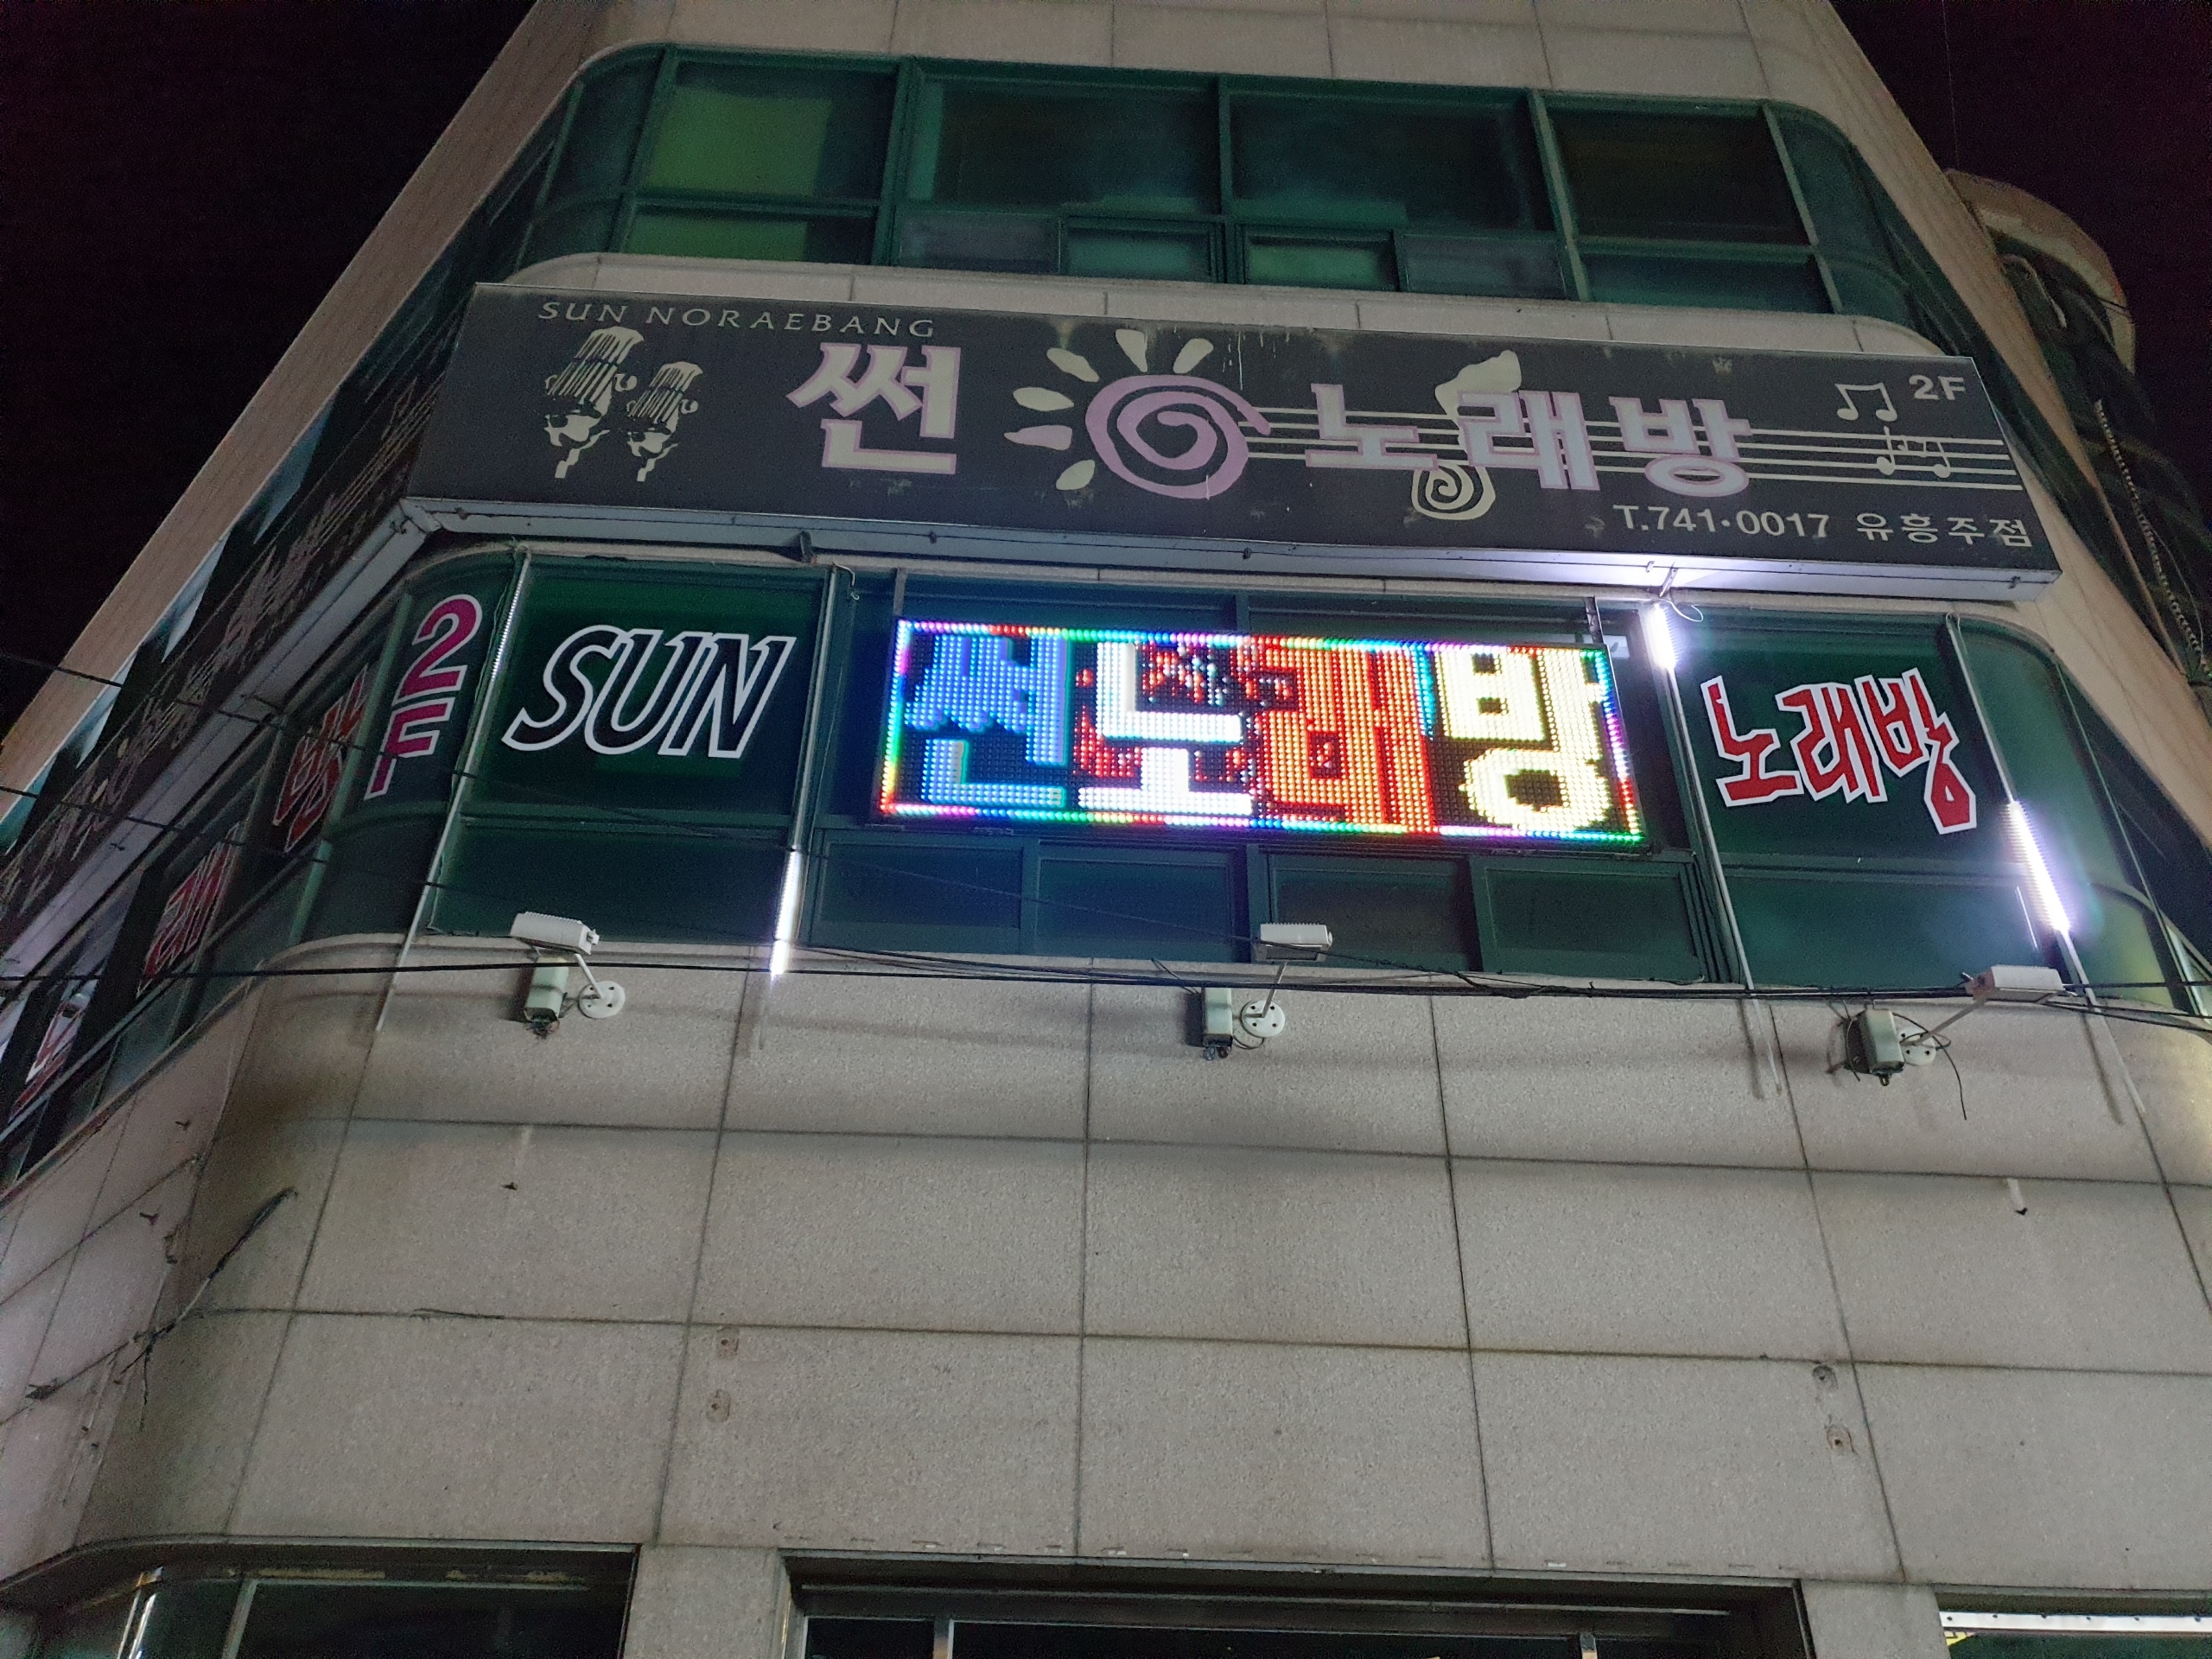 SUN NORAEBANG
썬 노래방 2F
T.741·0017 유흥주점
2F
SUN
썬노래방
노래방